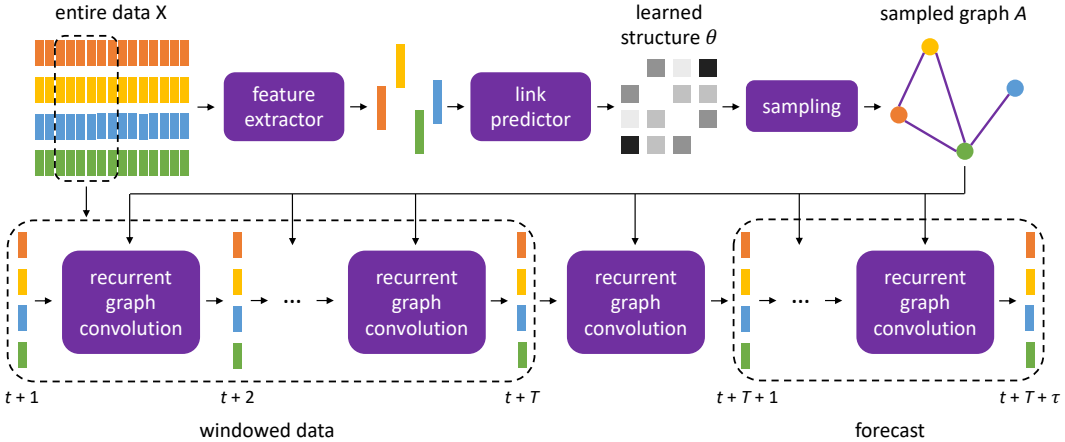 entire data X
learned
structure θ
sampled graph A
feature
extractor
link
predictor
sampling
recurrent
graph
convolution
...
recurrent
graph
convolution
recurrent
graph
convolution
...
recurrent
graph
convolution
t + 1
t + 2
t + T
t + T + 1
t + T + τ
windowed data
forecast